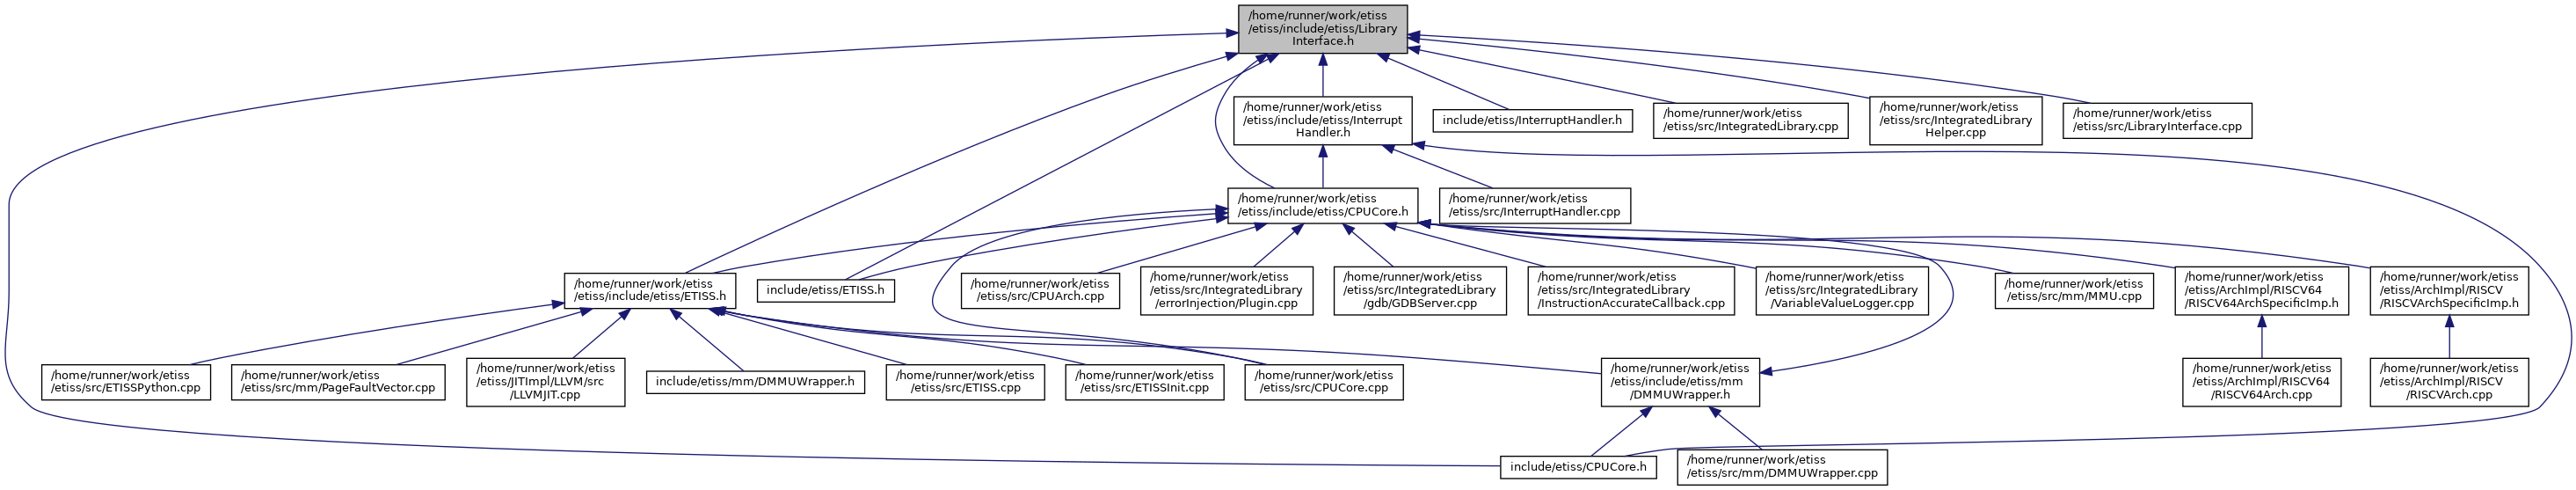 /home/runner/work/etiss
/etiss/include/etiss/Library
Interface.h
/home/runner/work/etiss
/etiss/include/etiss/Interrupt
Handler.h
include/etiss/InterruptHandler.h
/home/runner/work/etiss
/etiss/src/IntegratedLibrary.cpp
/home/runner/work/etiss
/etiss/src/IntegratedLibrary
Helper.cpp
/home/runner/work/etiss
/etiss/src/LibraryInterface.cpp
/home/runner/work/etiss
/etiss/include/etiss/CPUCore.h
/home/runner/work/etiss
/etiss/src/InterruptHandler.cpp
/home/runner/work/etiss
/etiss/include/etiss/ETISS.h
include/etiss/ETISS.h
/home/runner/work/etiss
/etiss/src/CPUArch.cpp
/home/runner/work/etiss
/etiss/src/IntegratedLibrary
/errorInjection/Plugin.cpp
/home/runner/work/etiss
/etiss/src/IntegratedLibrary
/gdb/GDBServer.cpp
/home/runner/work/etiss
/etiss/src/IntegratedLibrary
/InstructionAccurateCallback.cpp
/home/runner/work/etiss
/etiss/src/IntegratedLibrary
/VariableValueLogger.cpp
/home/runner/work/etiss
/etiss/src/mm/MMU.cpp
/home/runner/work/etiss
/etiss/ArchImpl/RISCV64
/RISCV64ArchSpecificImp.h
/home/runner/work/etiss
/etiss/ArchImpl/RISCV
/RISCVArchSpecificImp.h
/home/runner/work/etiss
/etiss/src/ETISSPython.cpp
/home/runner/work/etiss
/etiss/src/mm/PageFaultVector.cpp
/home/runner/work/etiss
/etiss/JITImpl/LLVM/src
/LLVMJIT.cpp
include/etiss/mm/DMMUWrapper.h
/home/runner/work/etiss
/etiss/src/ETISS.cpp
/home/runner/work/etiss
/etiss/src/ETISSInit.cpp
/home/runner/work/etiss
/etiss/src/CPUCore.cpp
/home/runner/work/etiss
/etiss/include/etiss/mm
/DMMUWrapper.h
/home/runner/work/etiss
/etiss/ArchImpl/RISCV64
/RISCV64Arch.cpp
/home/runner/work/etiss
/etiss/ArchImpl/RISCV
/RISCVArch.cpp
include/etiss/CPUCore.h
/home/runner/work/etiss
/etiss/src/mm/DMMUWrapper.cpp